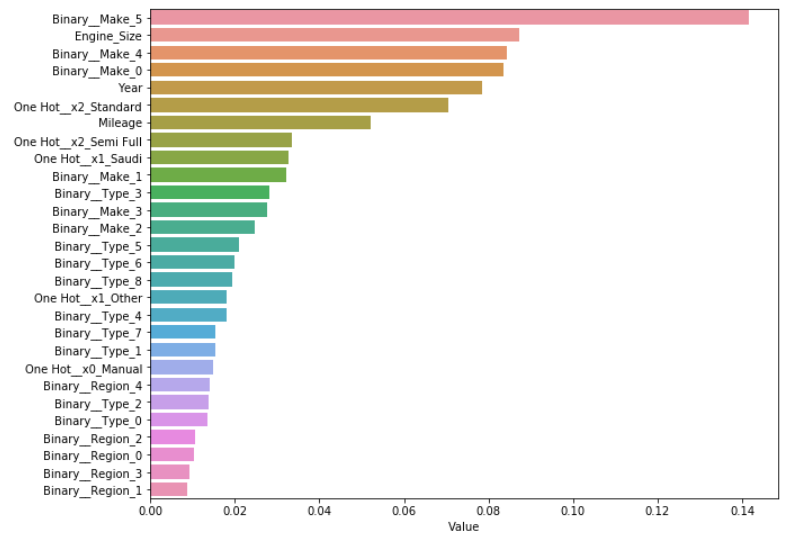 Binary__Make_5
Engine_Size
Binary__Make_4
Binary__Make_0
Year
One Hot__x2_Standard
Mileage
One Hot__x2_Semi Full
One Hot__x1_Saudi
Binary__Make_1
Binary__Type_3
Binary__Make_3
Binary__Make_2
Binary__Type_5
Binary__Type_6
Binary__Type_8
One Hot__x1_Other
Binary__Type_4
Binary__Type_7
Binary__Type_1
One Hot__x0_Manual
Binary__Region_4
Binary__Type_2
Binary__Type_0
Binary__Region_2
Binary__Region_0
Binary__Region_3
Binary__Region_1
0.00 0.02 0.04 0.06 0.08 0.10 0.12 0.14
Value